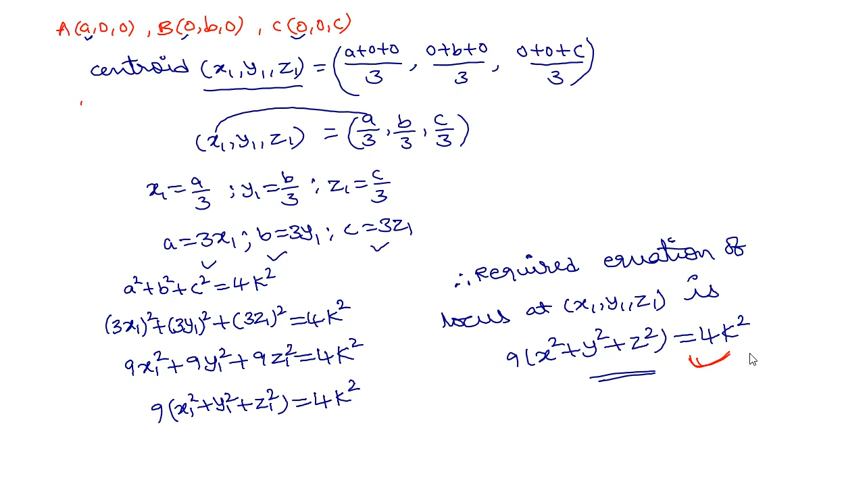 A(a,0,0) , B(0,b,0) , C(0,0,c)
centroid (x₁,y₁,z₁) = ( (a+0+0)/3 , (0+b+0)/3 , (0+0+c)/3 )
(x₁,y₁,z₁) = ( a/3 , b/3 , c/3 )
x₁ = a/3 ; y₁ = b/3 ; z₁ = c/3
a=3x₁ ; b=3y₁ ; c=3z₁
a²+b²+c² = 4K²
(3x₁)²+(3y₁)²+(3z₁)² = 4K²
9x₁²+9y₁²+9z₁² = 4K²
9(x₁²+y₁²+z₁²) = 4K²
∴ Required equation of
locus at (x₁,y₁,z₁) is
9(x²+y²+z²) = 4K²